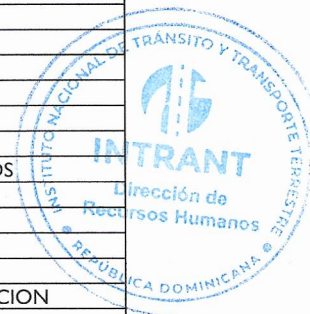 INSTITUTO NACIONAL DE TRÁNSITO Y TRANSPORTE TERRESTRE
INTRANT
Dirección de
Recursos Humanos
REPÚBLICA DOMINICANA
OS
CION